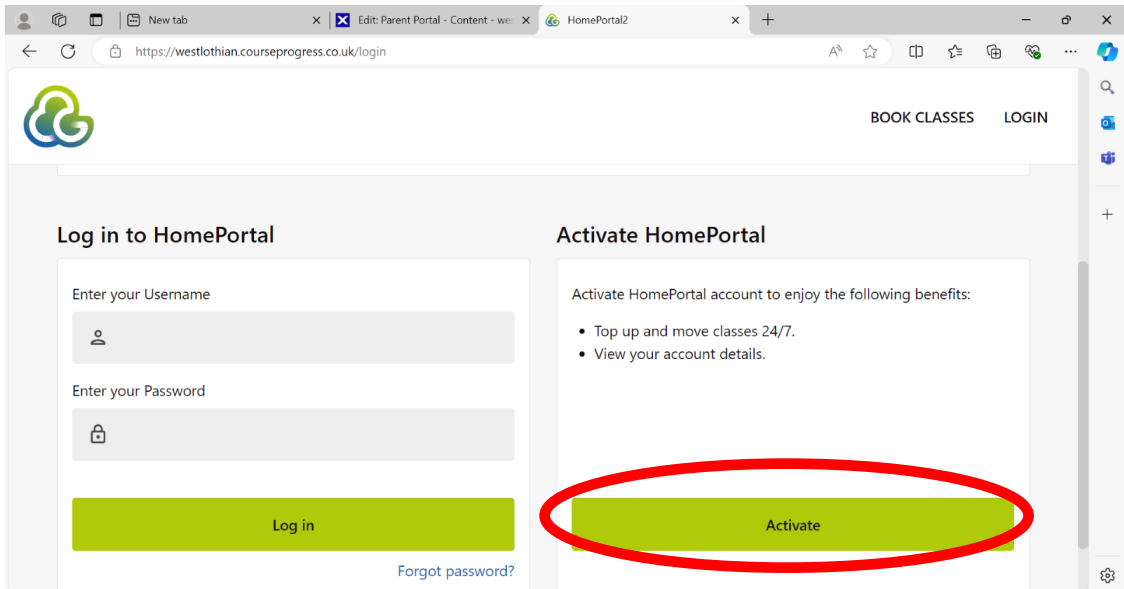 New tab
Edit: Parent Portal - Content - wes
HomePortal2
https://westlothian.courseprogress.co.uk/login
BOOK CLASSES LOGIN
Log in to HomePortal
Enter your Username
Enter your Password
Log in
Forgot password?
Activate HomePortal
Activate HomePortal account to enjoy the following benefits:
• Top up and move classes 24/7.
• View your account details.
Activate